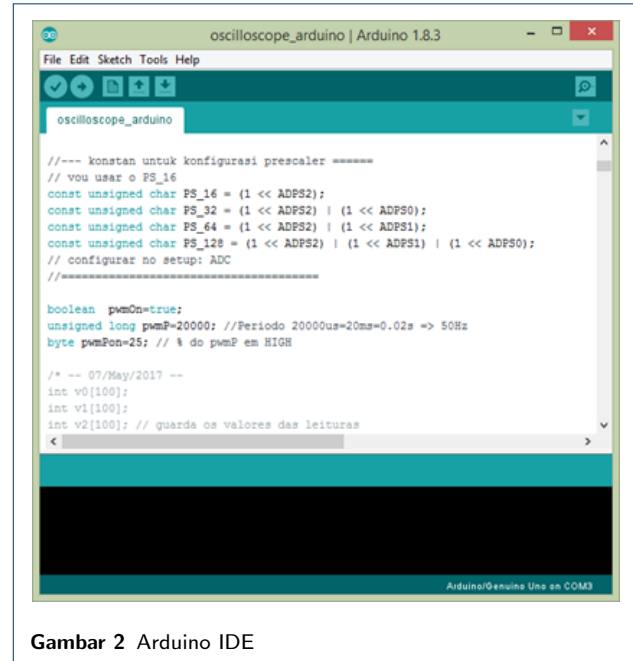 oscilloscope_arduino | Arduino 1.8.3
File Edit Sketch Tools Help
oscilloscope_arduino
//--- konstan untuk konfigurasi prescaler ======
// vou usar o PS_16
const unsigned char PS_16 = (1 << ADPS2);
const unsigned char PS_32 = (1 << ADPS2) | (1 << ADPS0);
const unsigned char PS_64 = (1 << ADPS2) | (1 << ADPS1);
const unsigned char PS_128 = (1 << ADPS2) | (1 << ADPS1) | (1 << ADPS0);
// configurar no setup: ADC
//=====================================
boolean  pwmOn=true;
unsigned long pwmP=20000; //Periodo 20000us=20ms=0.02s => 50Hz
byte pwmPon=25; // % do pwmP em HIGH
/* -- 07/May/2017 --
int v0[100];
int v1[100];
int v2[100]; // guarda os valores das leituras
Arduino/Genuino Uno on COM3
Gambar 2 Arduino IDE